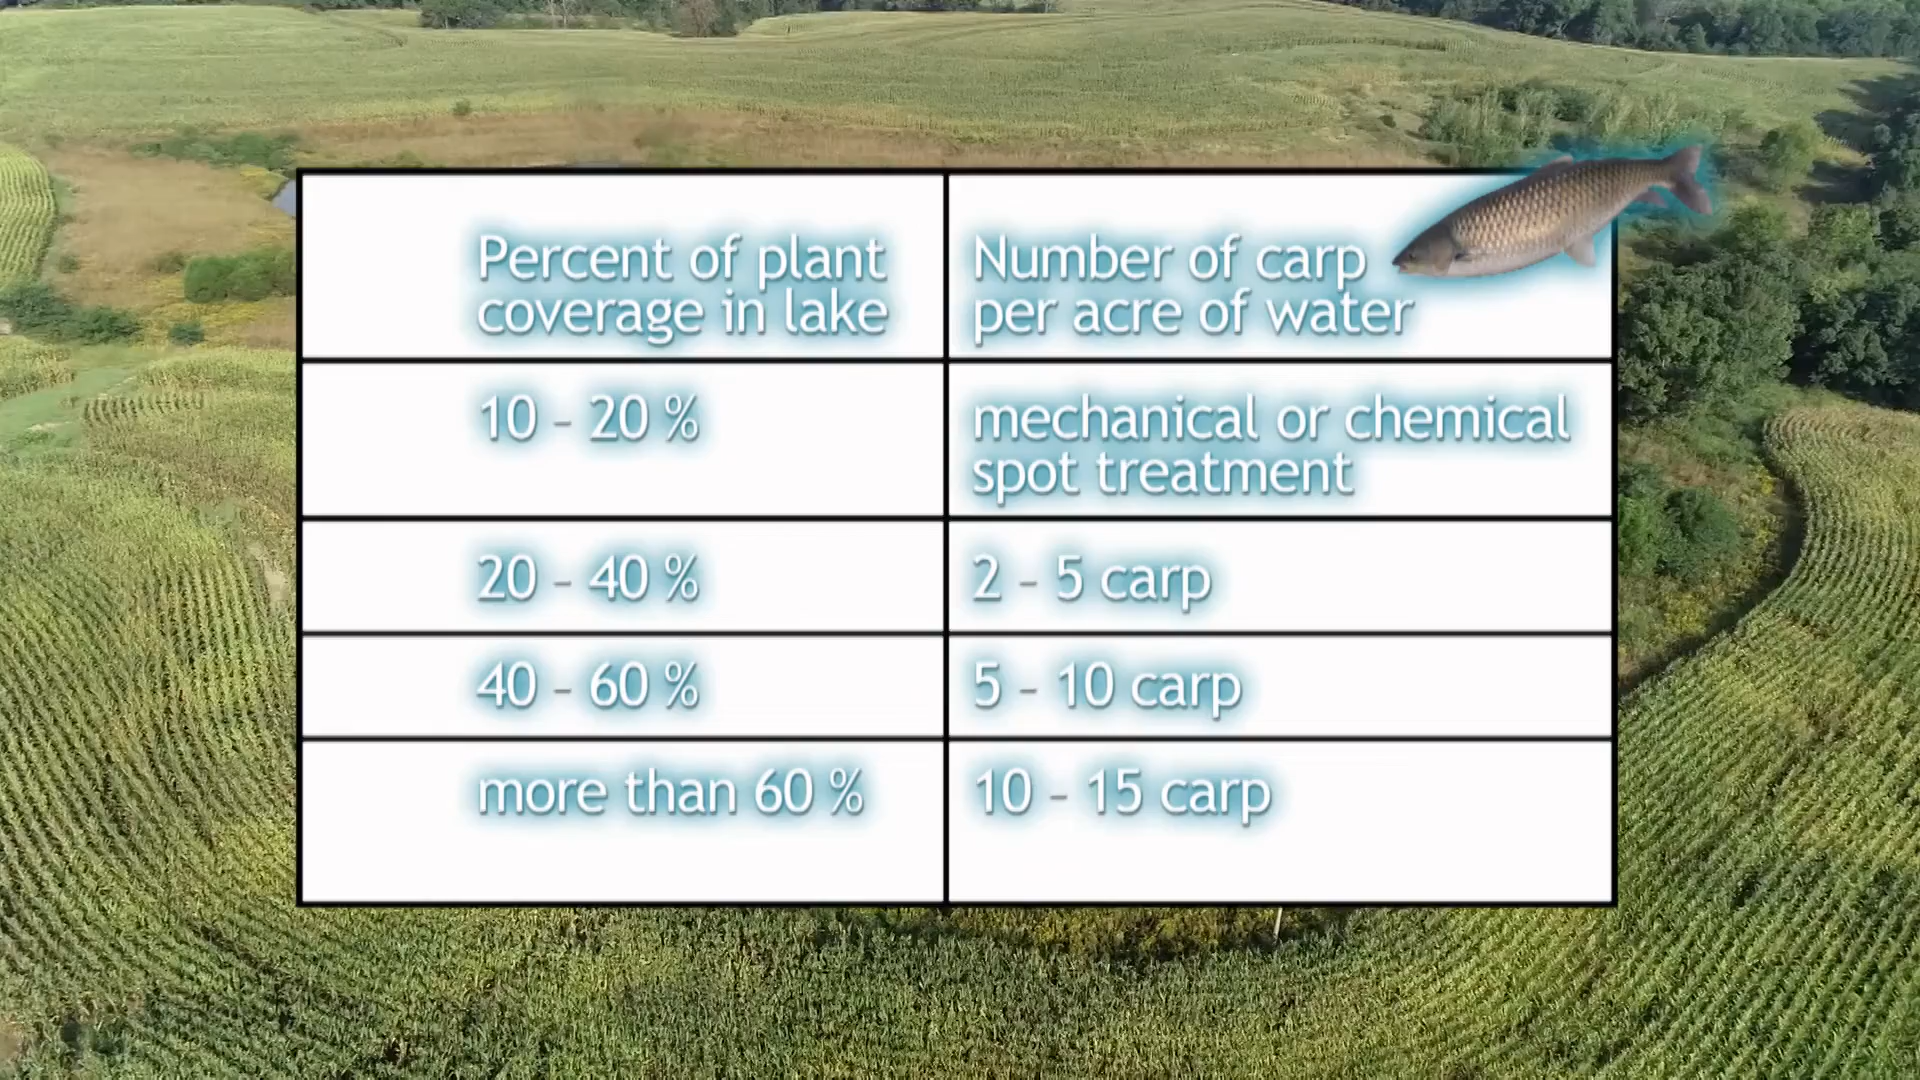 Percent of plant
coverage in lake
Number of carp
per acre of water
10 – 20 %
mechanical or chemical
spot treatment
20 – 40 %
2 – 5 carp
40 – 60 %
5 – 10 carp
more than 60 %
10 – 15 carp